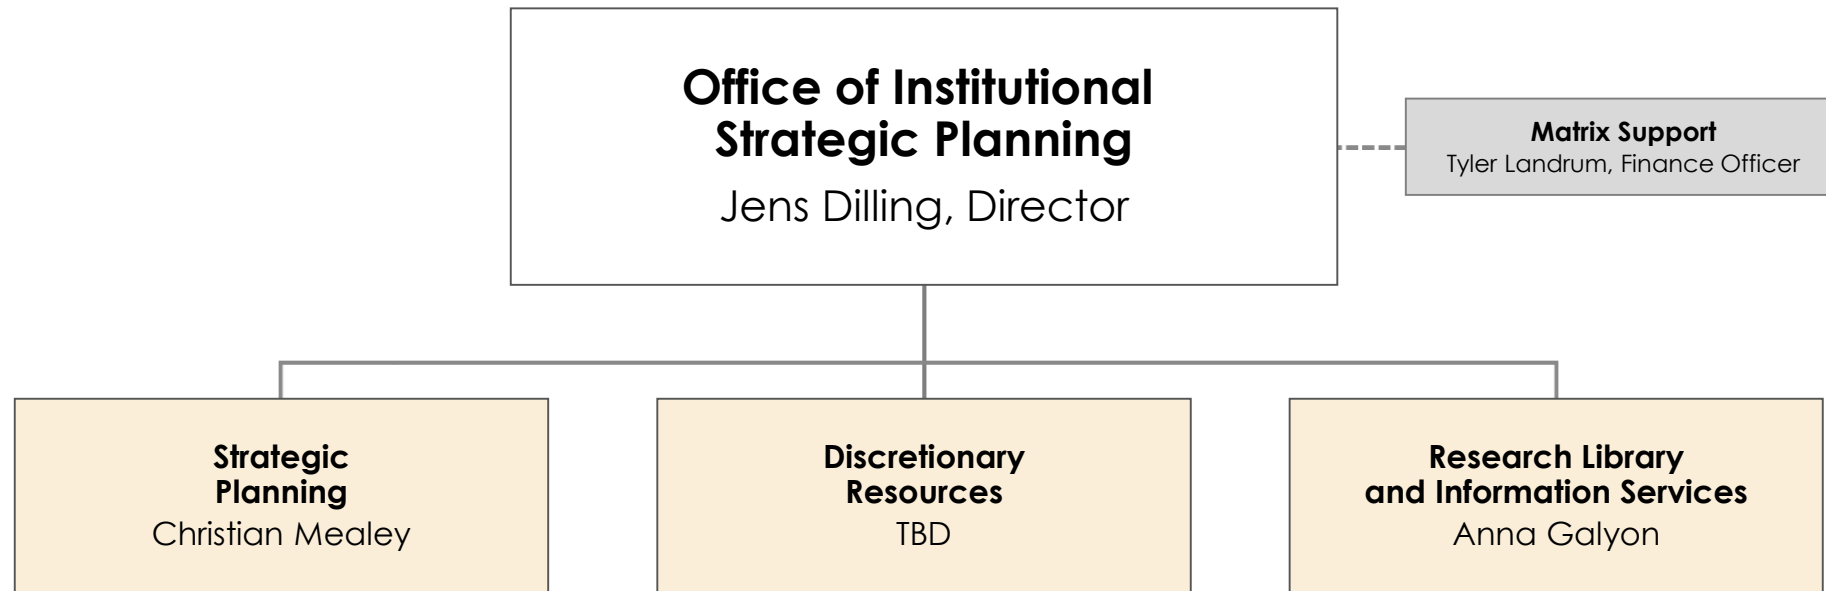 Office of Institutional
Strategic Planning
Jens Dilling, Director
Matrix Support
Tyler Landrum, Finance Officer
Strategic
Planning
Christian Mealey
Discretionary
Resources
TBD
Research Library
and Information Services
Anna Galyon